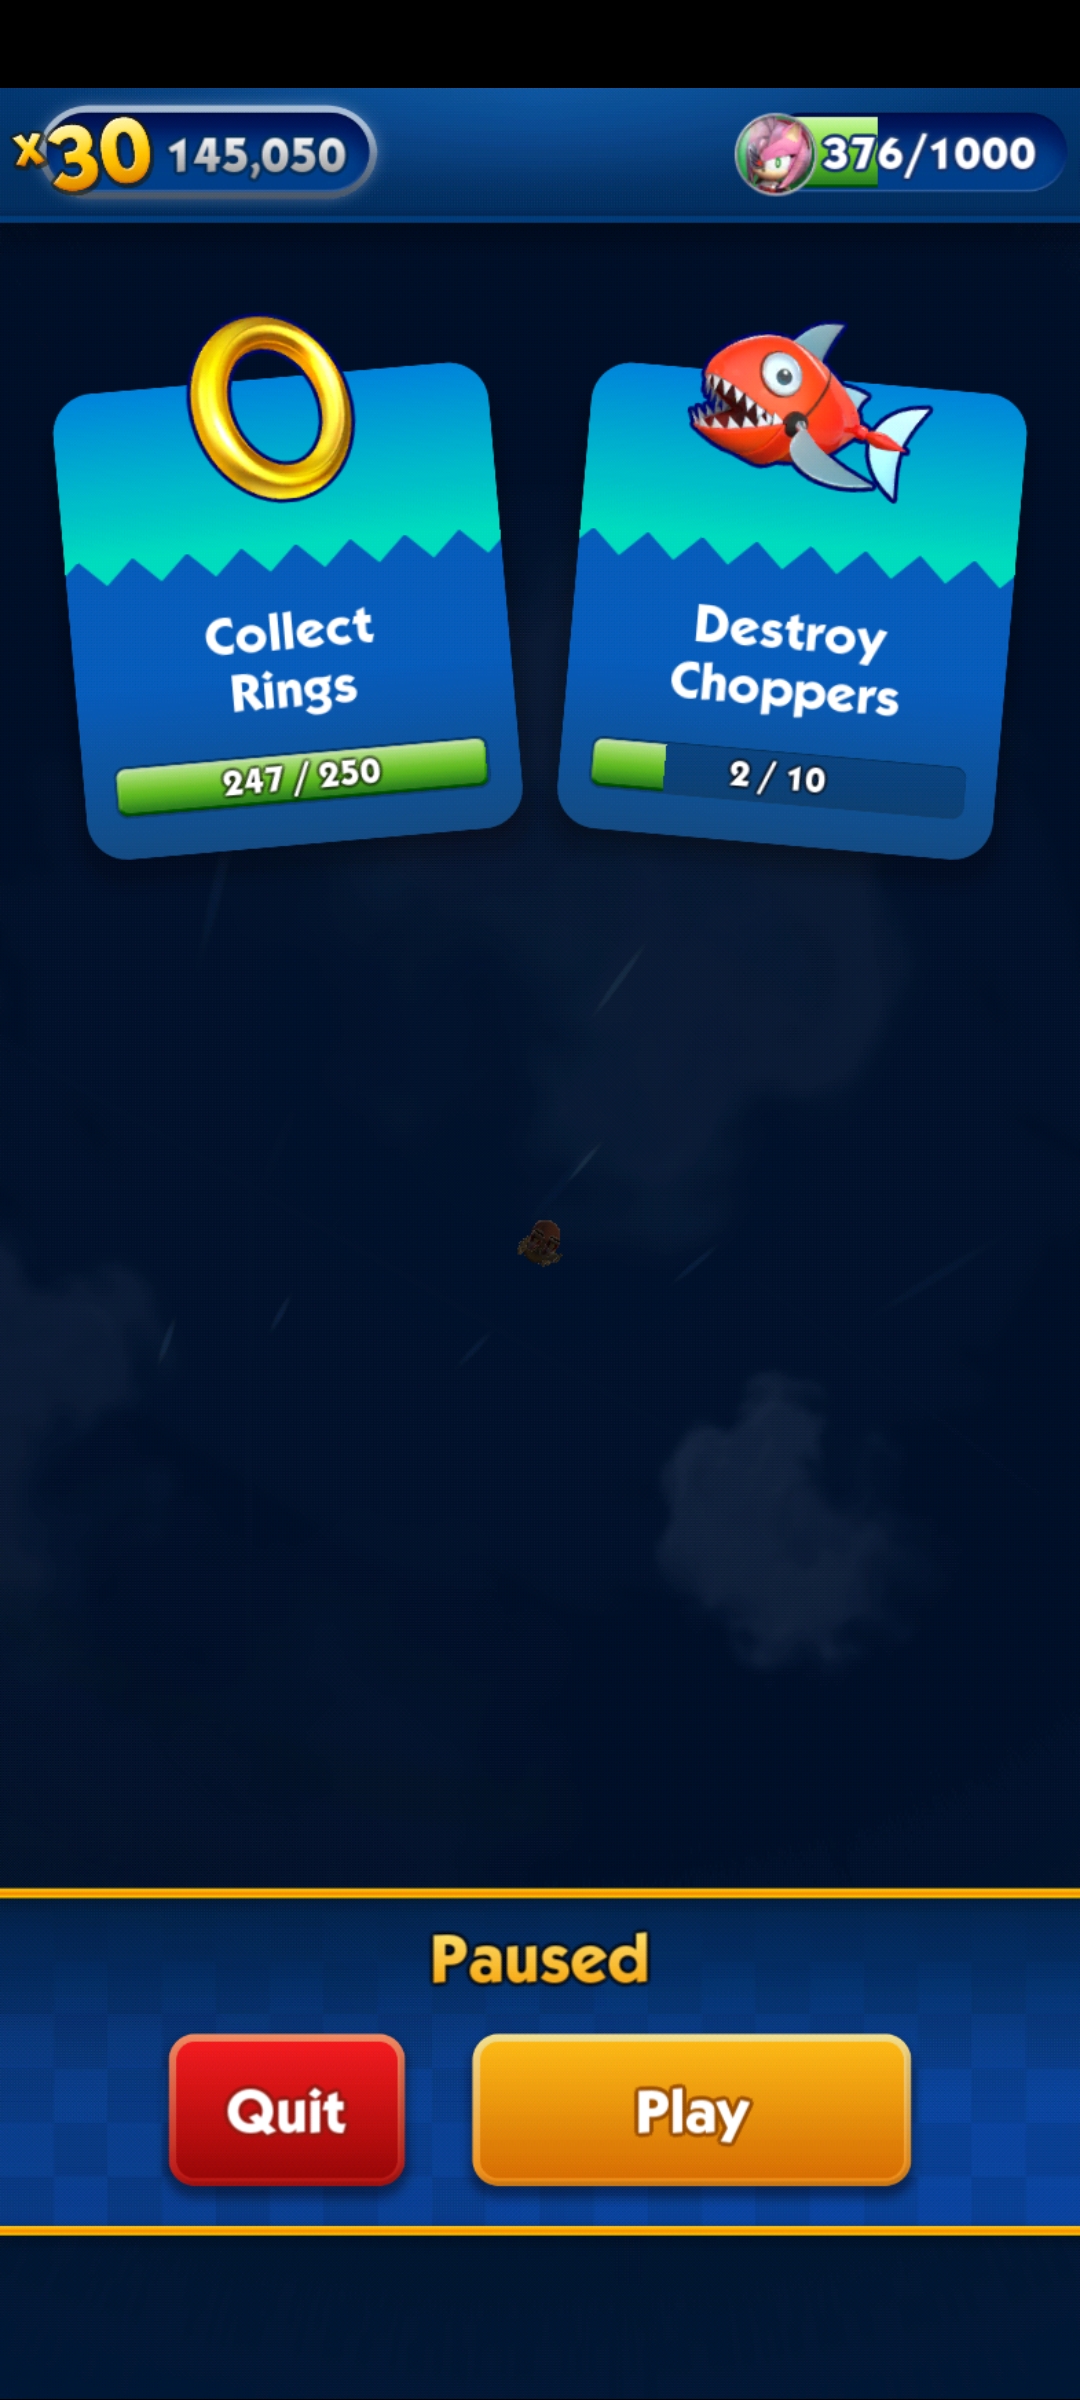 x30 145,050
376/1000
Collect
Rings
247 / 250
Destroy
Choppers
2 / 10
Paused
Quit
Play